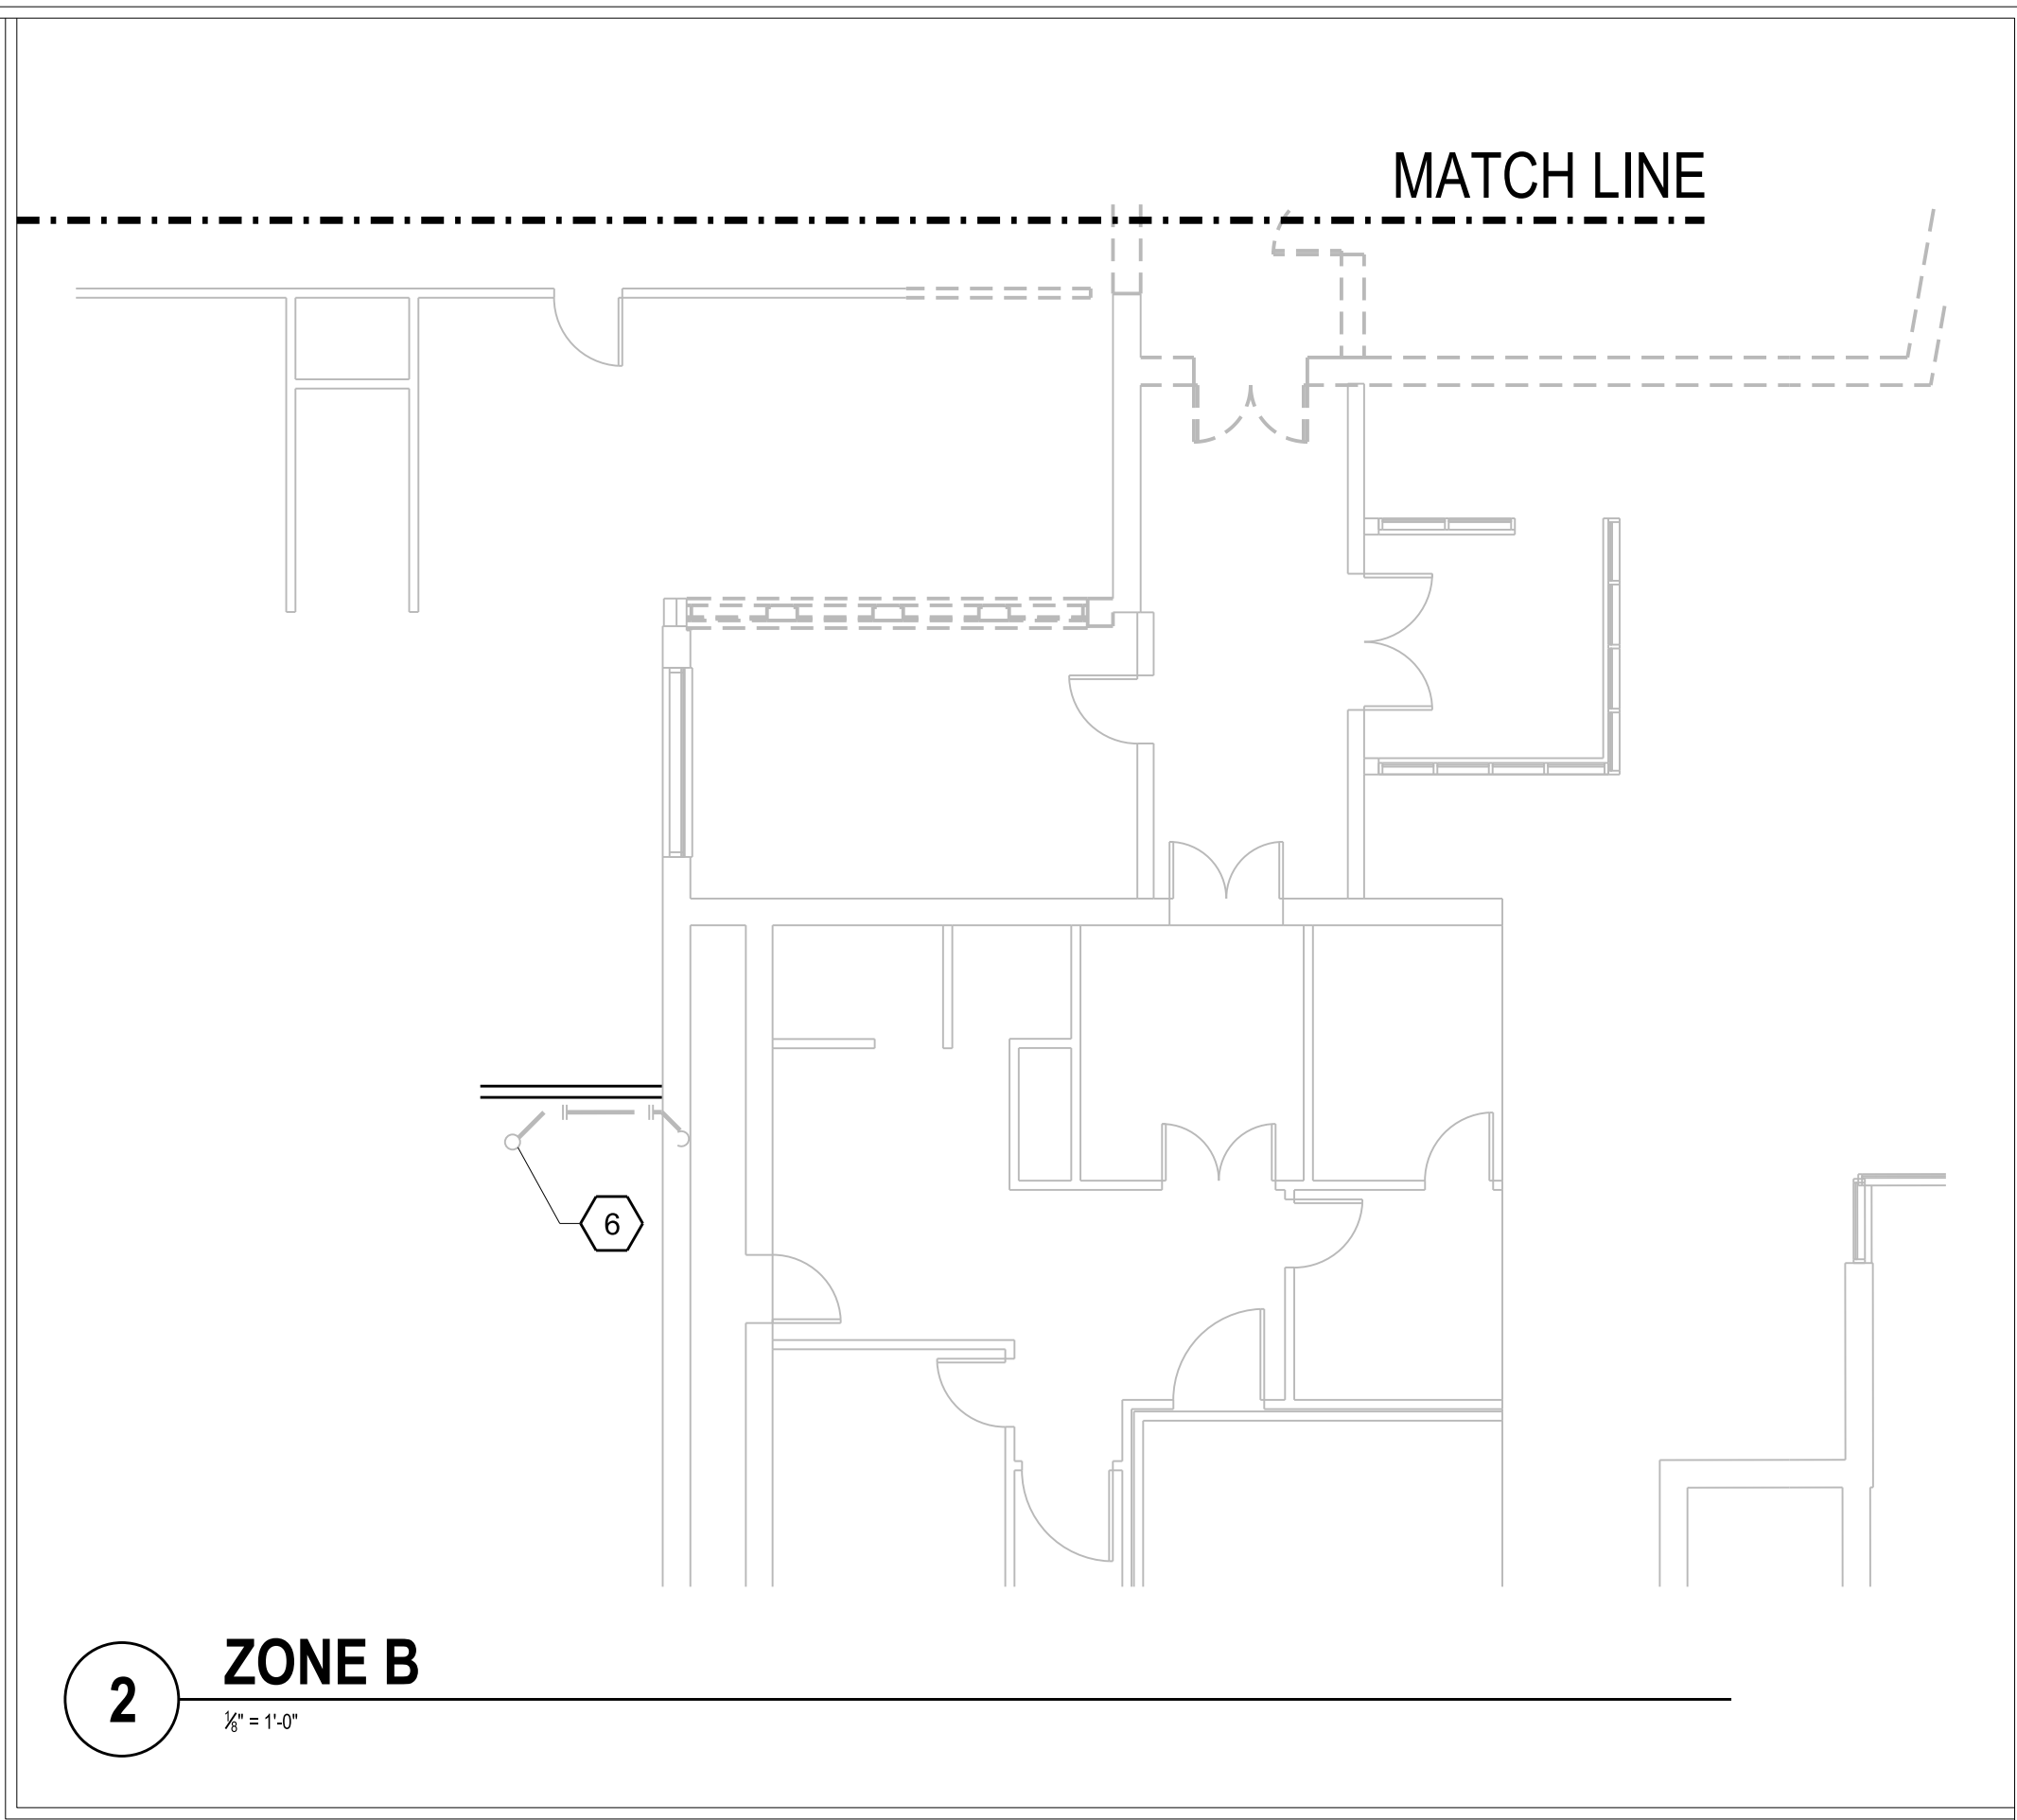 MATCH LINE
6
2
ZONE B
⅛" = 1'-0"